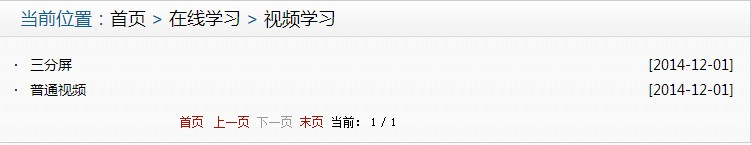 当前位置：首页 > 在线学习 > 视频学习
· 三分屏 [2014-12-01]
· 普通视频 [2014-12-01]
首页 上一页 下一页 末页 当前： 1 / 1